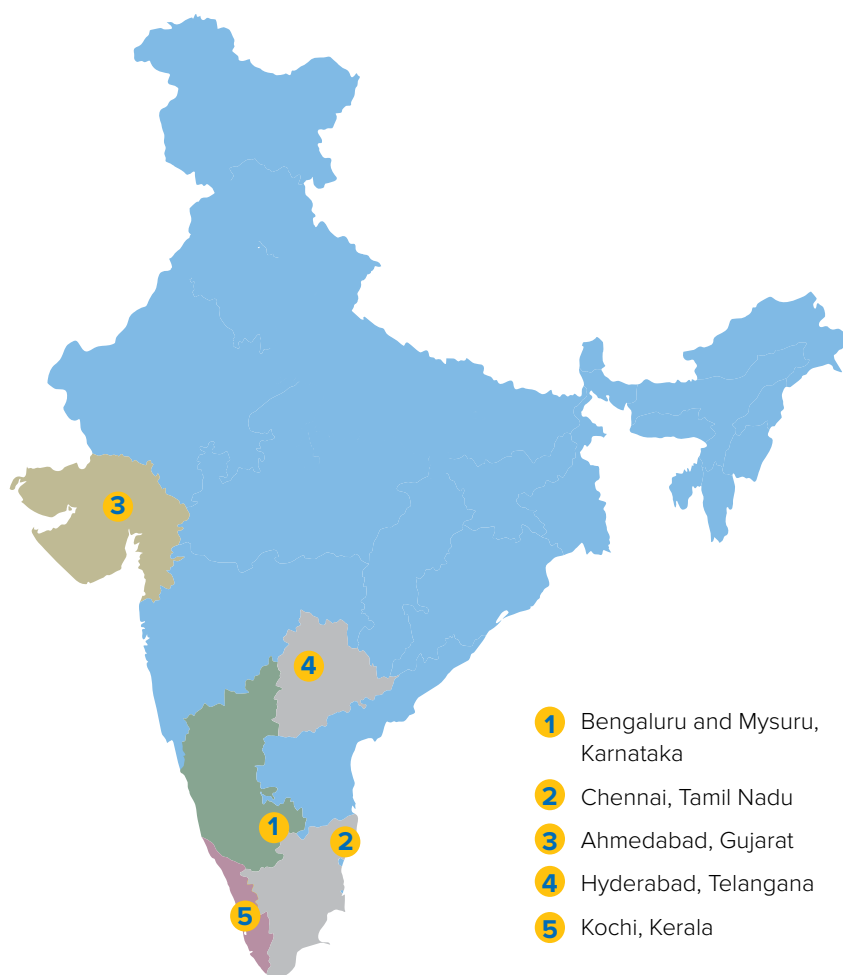 3
4
1
2
5
1 Bengaluru and Mysuru,
Karnataka
2 Chennai, Tamil Nadu
3 Ahmedabad, Gujarat
4 Hyderabad, Telangana
5 Kochi, Kerala